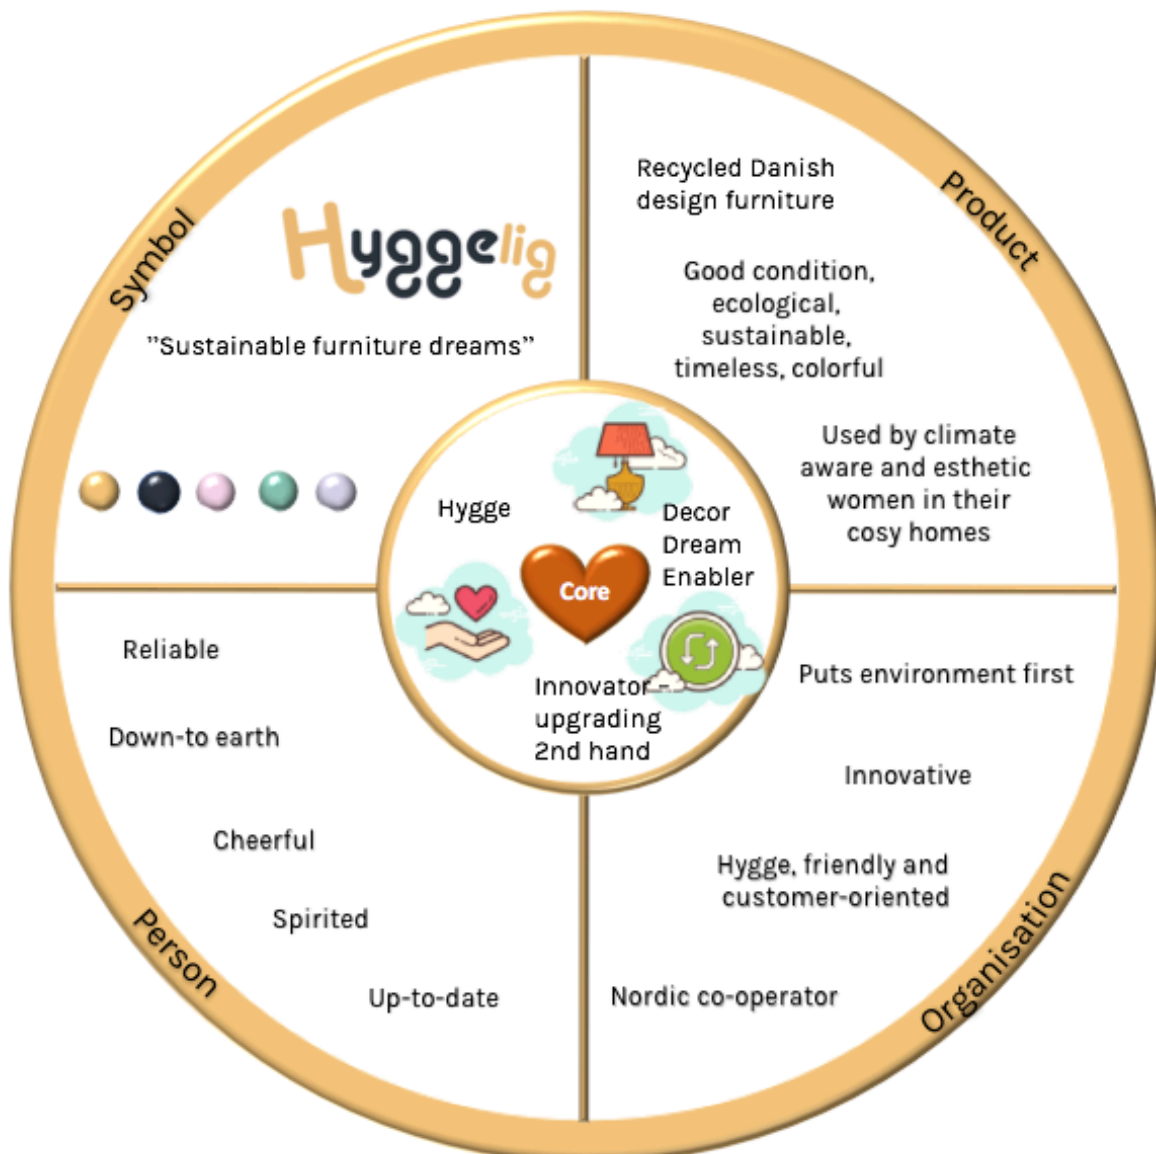 Symbol
Hyggelig
”Sustainable furniture dreams”
Product
Recycled Danish
design furniture
Good condition,
ecological,
sustainable,
timeless, colorful
Used by climate
aware and esthetic
women in their
cosy homes
Hygge
Decor
Dream
Enabler
Core
Innovator
upgrading
2nd hand
Person
Reliable
Down-to earth
Cheerful
Spirited
Up-to-date
Organisation
Puts environment first
Innovative
Hygge, friendly and
customer-oriented
Nordic co-operator